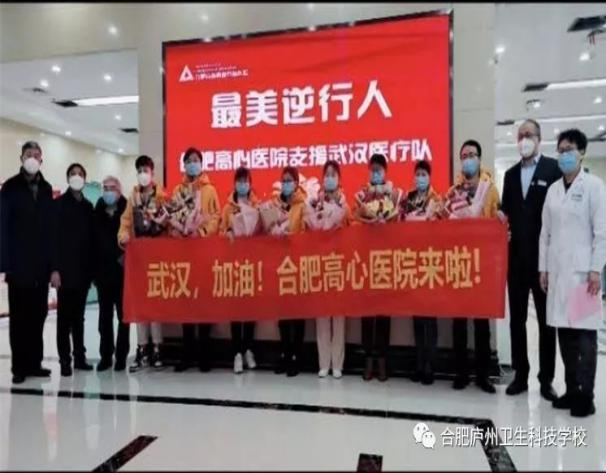 最美逆行人
合肥高心医院支援武汉医疗队
武汉，加油！合肥高心医院来啦！
合肥庐州卫生科技学校